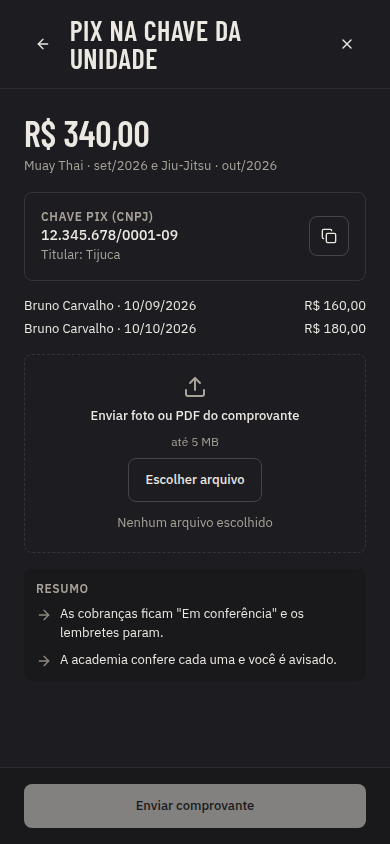 PIX NA CHAVE DA
UNIDADE
R$ 340,00
Muay Thai · set/2026 e Jiu-Jitsu · out/2026
CHAVE PIX (CNPJ)
12.345.678/0001-09
Titular: Tijuca
Bruno Carvalho · 10/09/2026 R$ 160,00
Bruno Carvalho · 10/10/2026 R$ 180,00
Enviar foto ou PDF do comprovante
até 5 MB
Escolher arquivo
Nenhum arquivo escolhido
RESUMO
As cobranças ficam "Em conferência" e os
lembretes param.
A academia confere cada uma e você é avisado.
Enviar comprovante